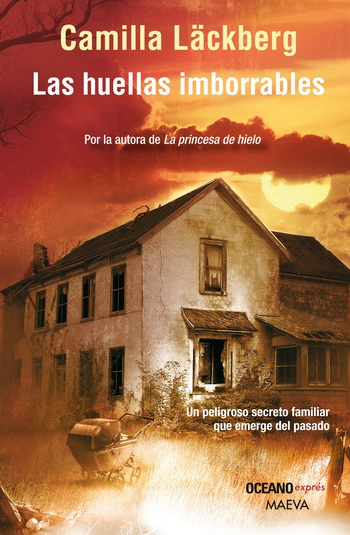 Camilla Läckberg
Las huellas imborrables
Por la autora de La princesa de hielo
Un peligroso secreto familiar
que emerge del pasado
OCEANO exprés
MAEVA